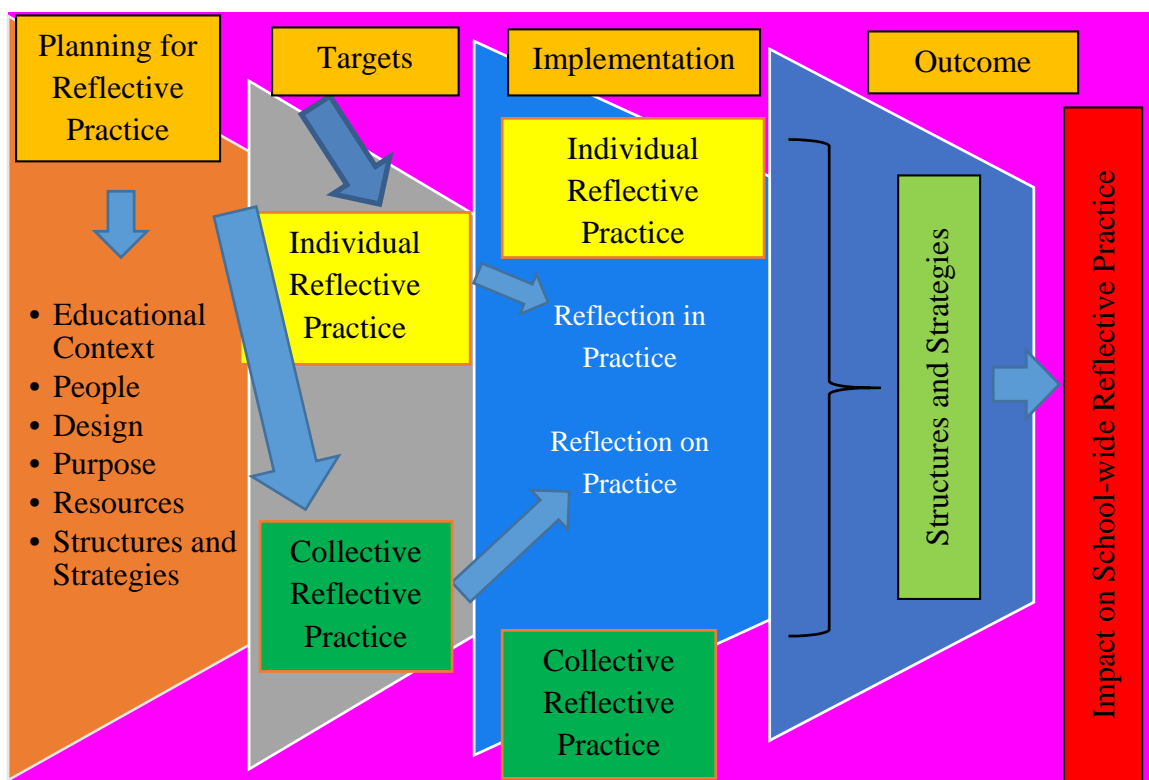 Planning for
Reflective
Practice
• Educational
Context
• People
• Design
• Purpose
• Resources
• Structures and
Strategies
Targets
Individual
Reflective
Practice
Collective
Reflective
Practice
Implementation
Individual
Reflective
Practice
Reflection in
Practice
Reflection on
Practice
Collective
Reflective
Practice
Outcome
Structures and Strategies
Impact on School-wide Reflective Practice